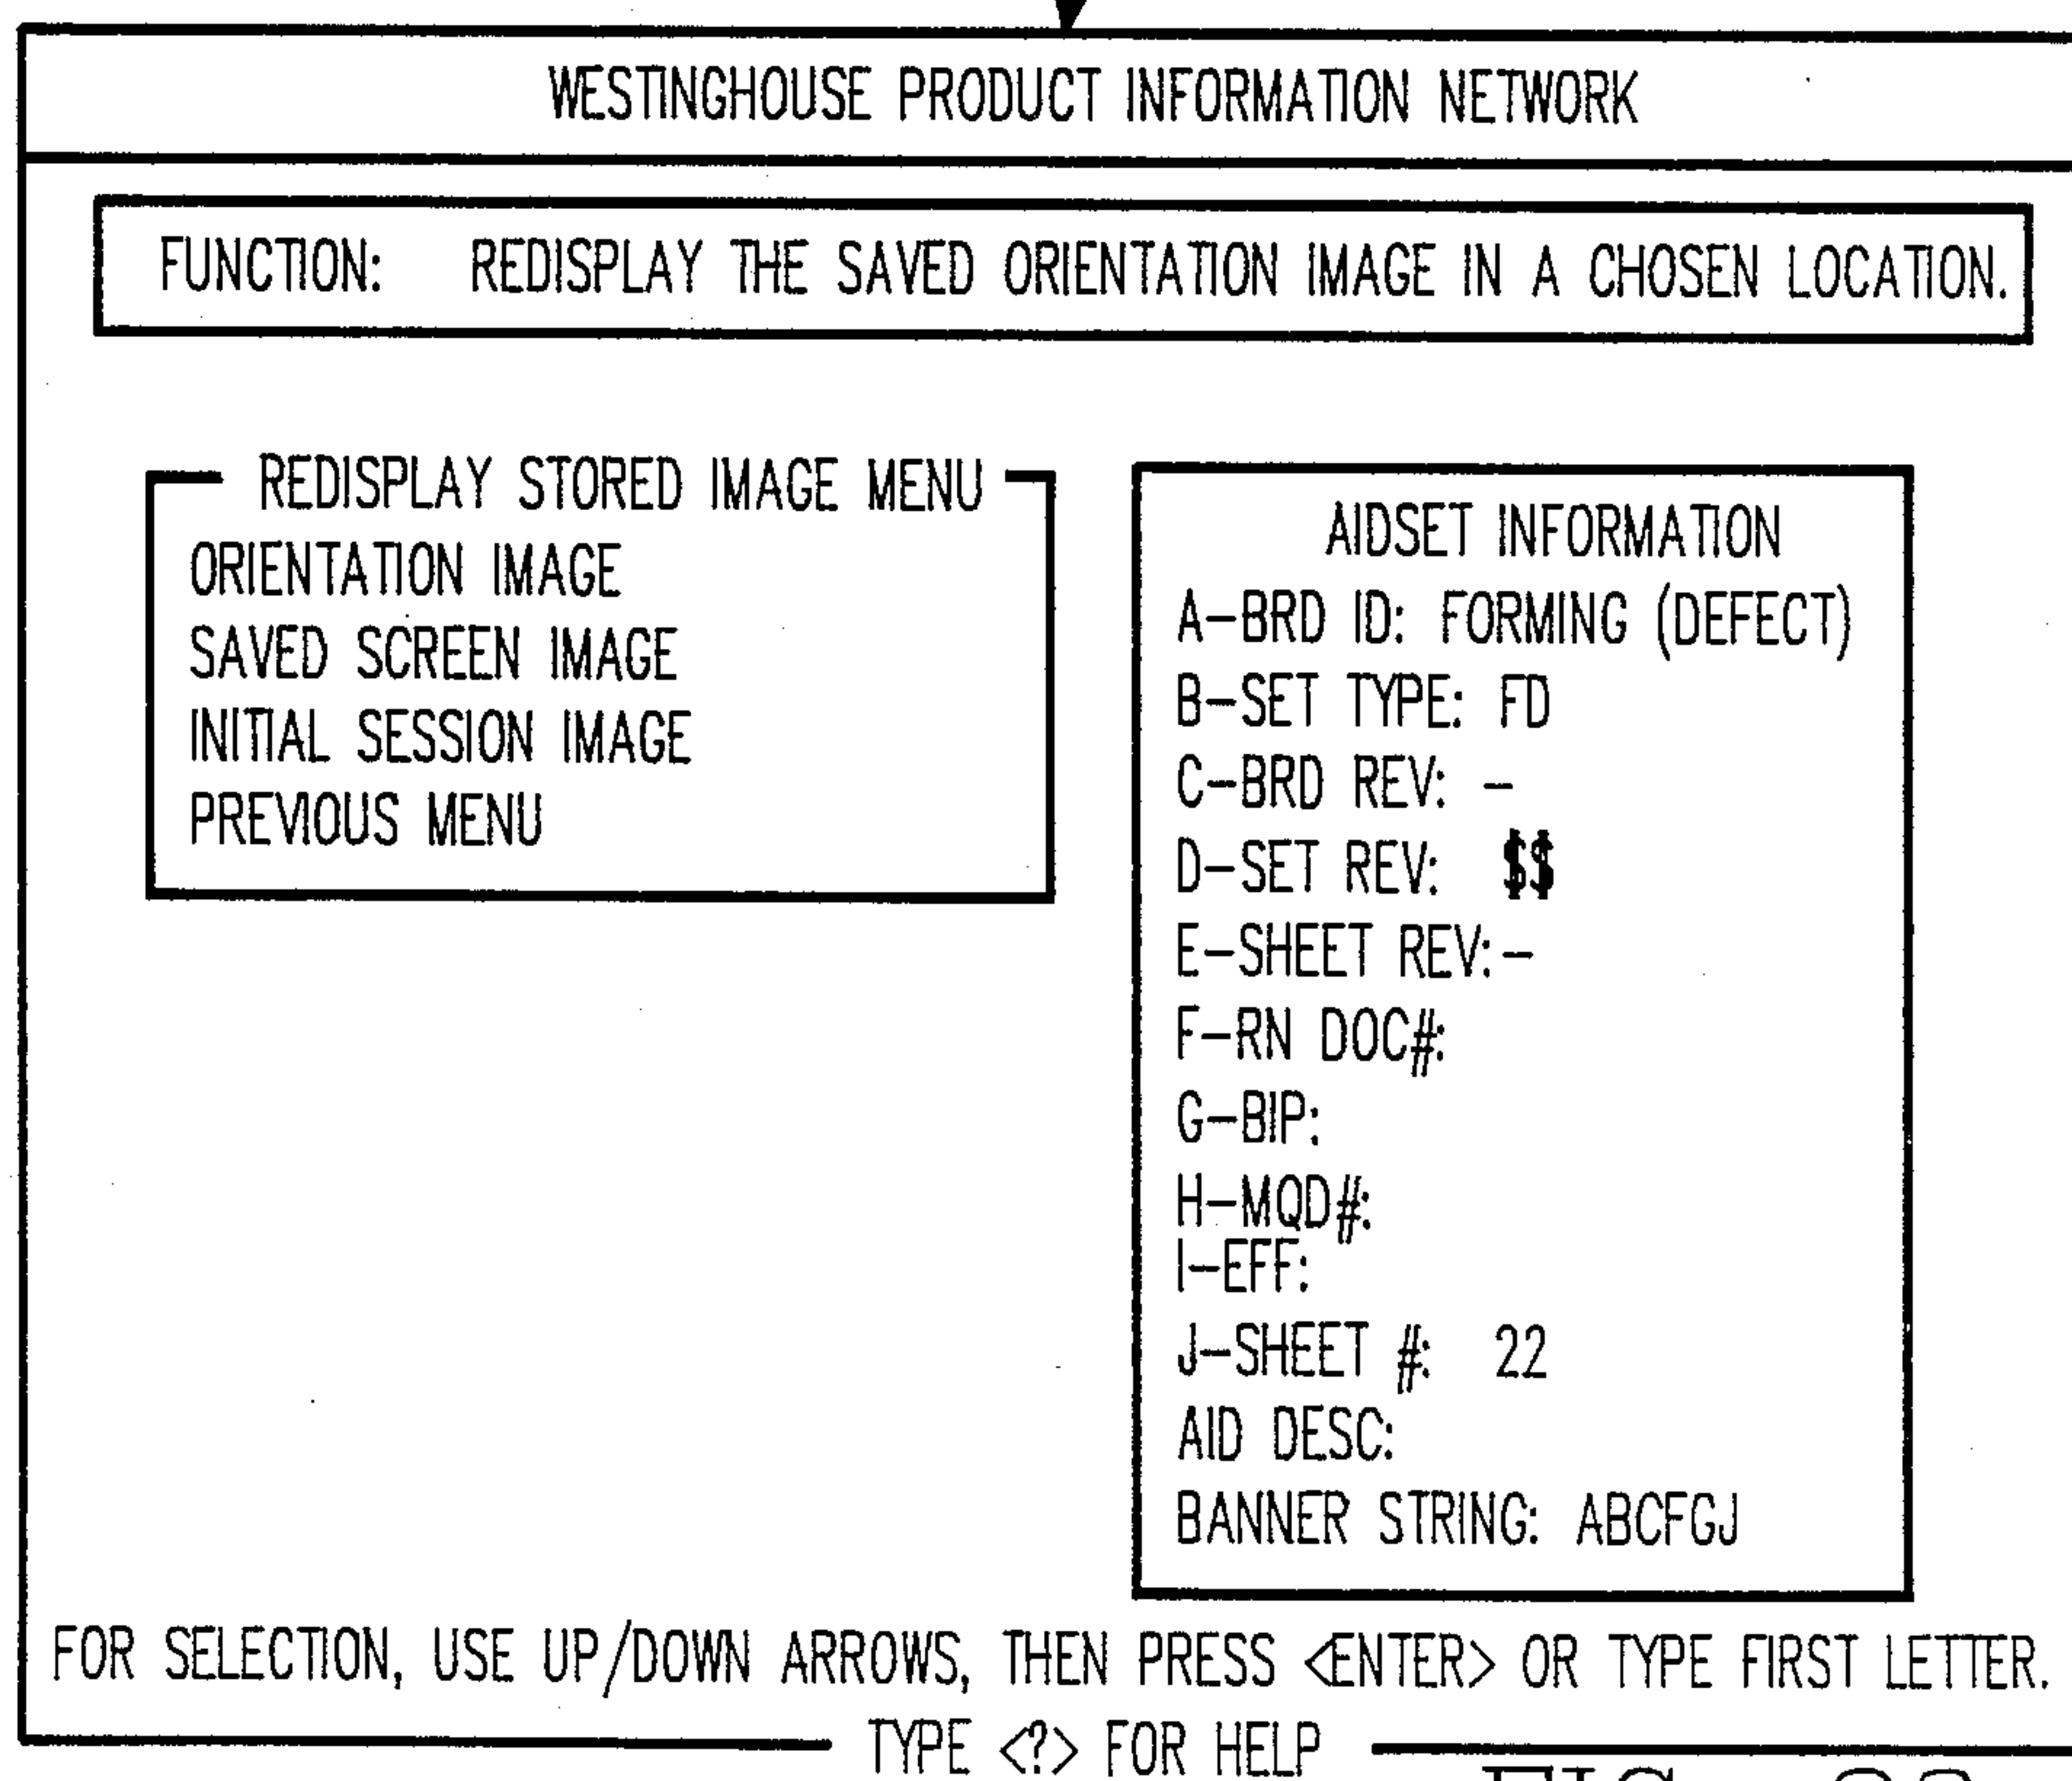 WESTINGHOUSE PRODUCT INFORMATION NETWORK
FUNCTION: REDISPLAY THE SAVED ORIENTATION IMAGE IN A CHOSEN LOCATION.
REDISPLAY STORED IMAGE MENU
ORIENTATION IMAGE
SAVED SCREEN IMAGE
INITIAL SESSION IMAGE
PREVIOUS MENU
AIDSET INFORMATION
A-BRD ID: FORMING (DEFECT)
B-SET TYPE: FD
C-BRD REV: -
D-SET REV: $$
E-SHEET REV:-
F-RN DOC#:
G-BIP:
H-MQD#:
I-EFF:
J-SHEET #: 22
AID DESC:
BANNER STRING: ABCFGJ
FOR SELECTION, USE UP/DOWN ARROWS, THEN PRESS <ENTER> OR TYPE FIRST LETTER.
TYPE <?> FOR HELP